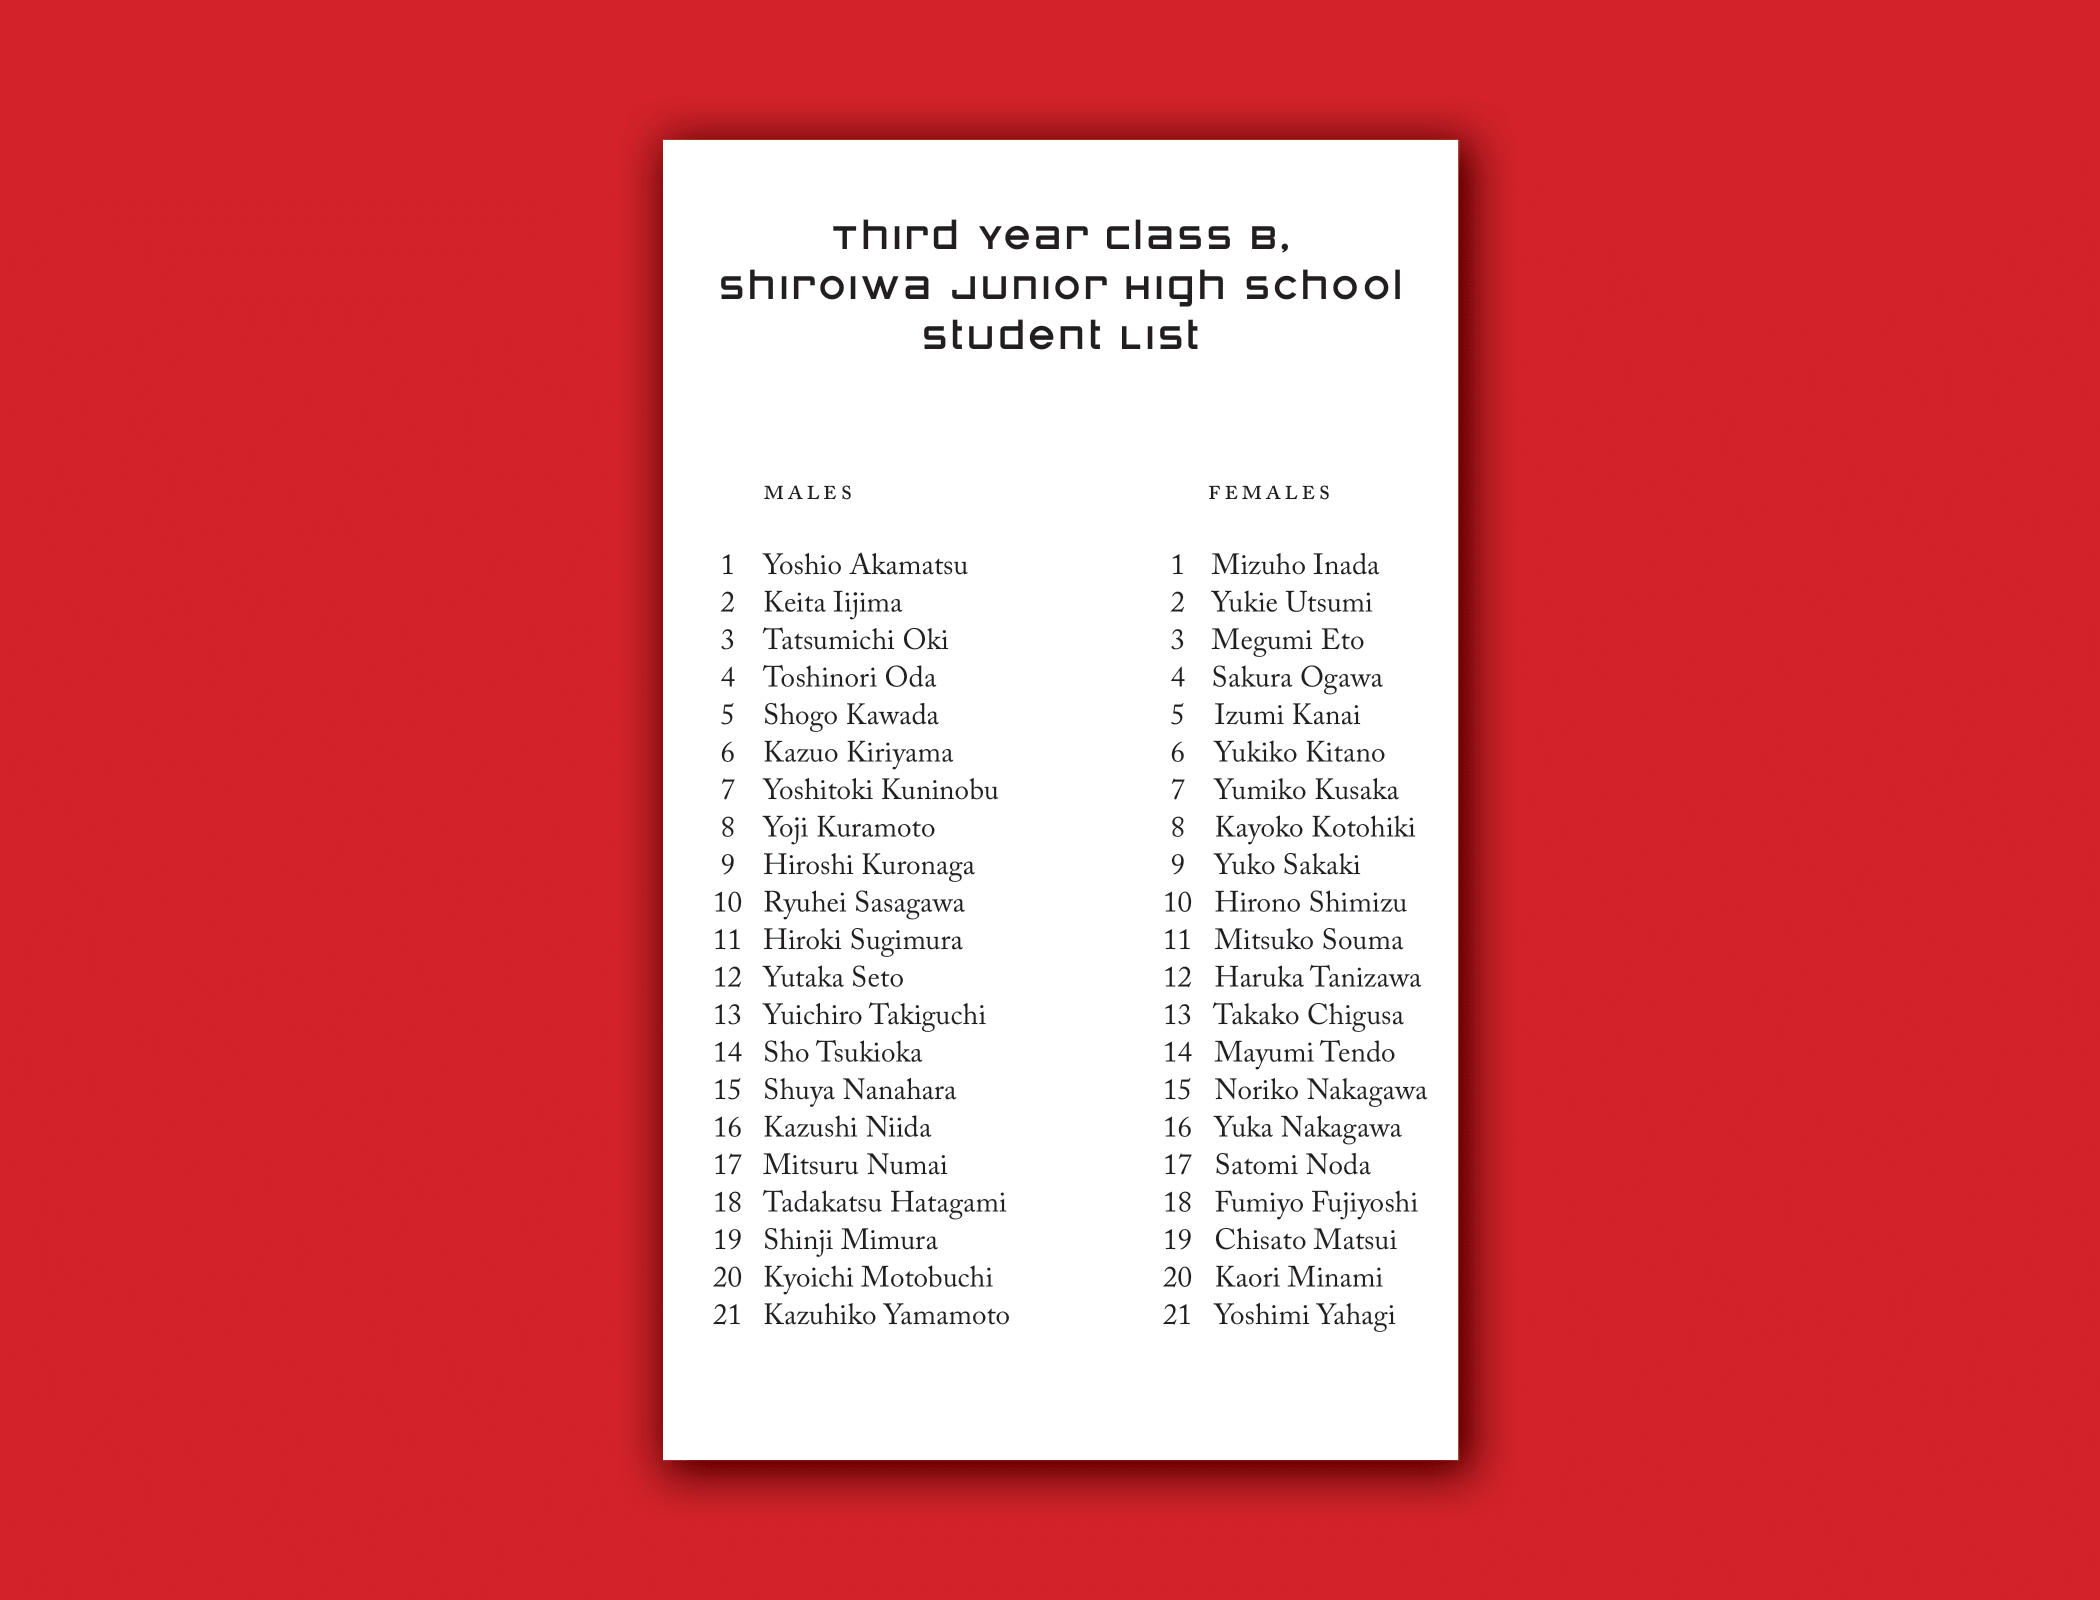 Third Year Class B,
Shiroiwa Junior High School
Student List
MALES
1 Yoshio Akamatsu
2 Keita Iijima
3 Tatsumichi Oki
4 Toshinori Oda
5 Shogo Kawada
6 Kazuo Kiriyama
7 Yoshitoki Kuninobu
8 Yoji Kuramoto
9 Hiroshi Kuronaga
10 Ryuhei Sasagawa
11 Hiroki Sugimura
12 Yutaka Seto
13 Yuichiro Takiguchi
14 Sho Tsukioka
15 Shuya Nanahara
16 Kazushi Niida
17 Mitsuru Numai
18 Tadakatsu Hatagami
19 Shinji Mimura
20 Kyoichi Motobuchi
21 Kazuhiko Yamamoto
FEMALES
1 Mizuho Inada
2 Yukie Utsumi
3 Megumi Eto
4 Sakura Ogawa
5 Izumi Kanai
6 Yukiko Kitano
7 Yumiko Kusaka
8 Kayoko Kotohiki
9 Yuko Sakaki
10 Hirono Shimizu
11 Mitsuko Souma
12 Haruka Tanizawa
13 Takako Chigusa
14 Mayumi Tendo
15 Noriko Nakagawa
16 Yuka Nakagawa
17 Satomi Noda
18 Fumiyo Fujiyoshi
19 Chisato Matsui
20 Kaori Minami
21 Yoshimi Yahagi